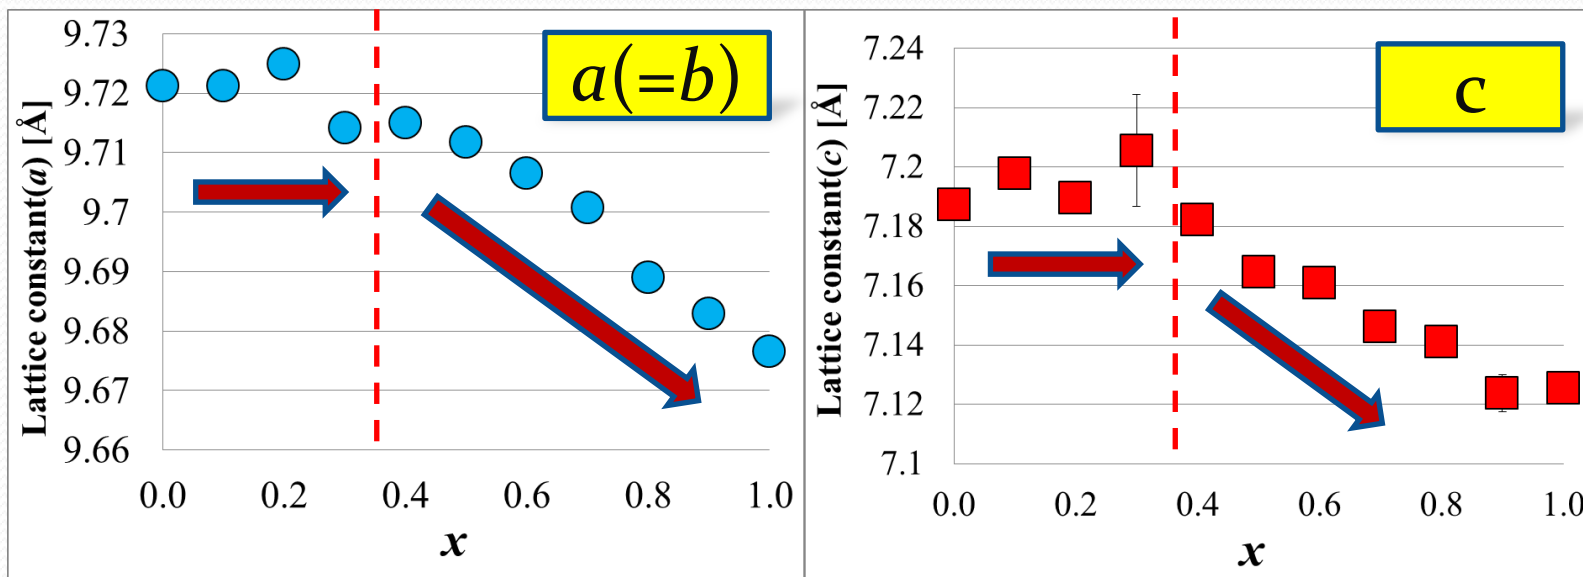 a(=b)
Lattice constant(a) [Å]
9.73
9.72
9.71
9.7
9.69
9.68
9.67
9.66
0.0 0.2 0.4 0.6 0.8 1.0
x
c
Lattice constant(c) [Å]
7.24
7.22
7.2
7.18
7.16
7.14
7.12
7.1
0.0 0.2 0.4 0.6 0.8 1.0
x